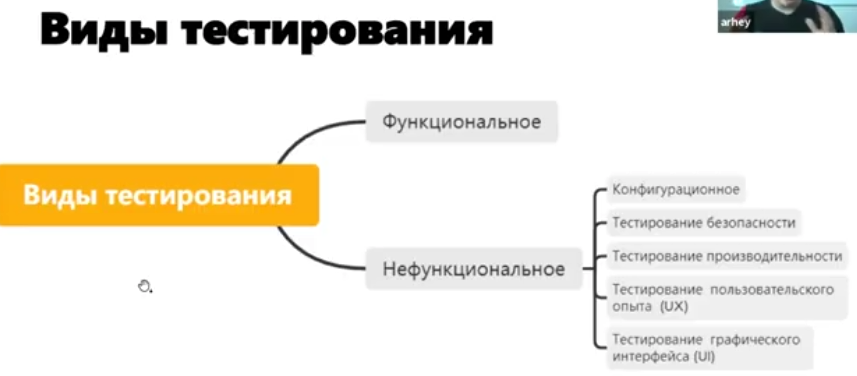 Виды тестирования
arhey
Функциональное
Виды тестирования
Конфигурационное
Тестирование безопасности
Тестирование производительности
Нефункциональное
Тестирование пользовательского
опыта (UX)
Тестирование графического
интерфейса (UI)